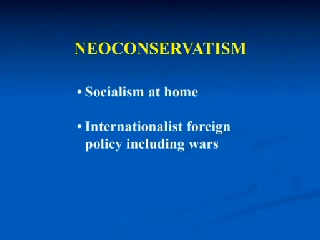 NEOCONSERVATISM
• Socialism at home
• Internationalist foreign
policy including wars